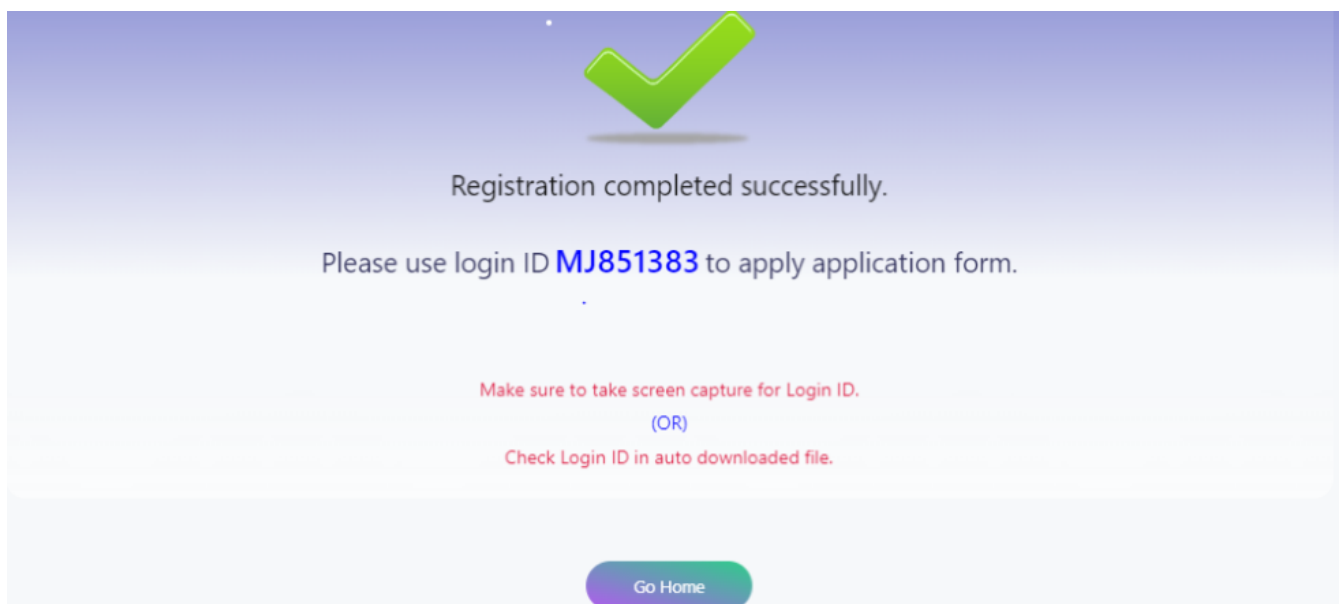 Registration completed successfully.
Please use login ID MJ851383 to apply application form.
Make sure to take screen capture for Login ID.
(OR)
Check Login ID in auto downloaded file.
Go Home